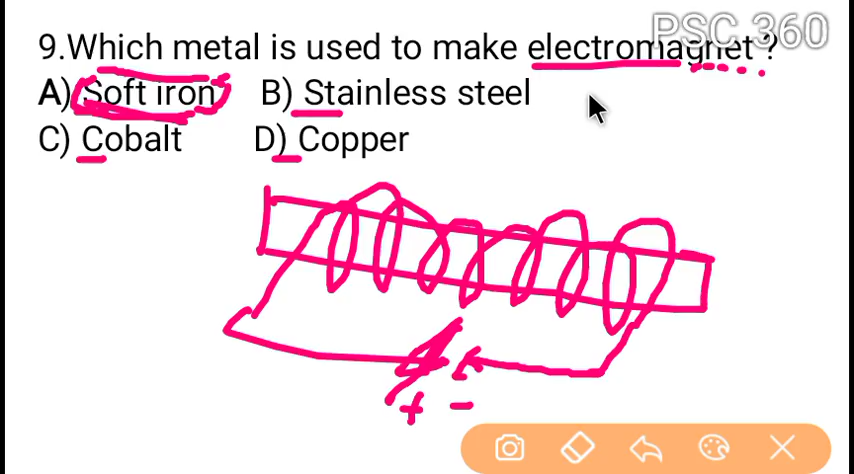 PSC 360
9.Which metal is used to make electromagnet ?
A) Soft iron B) Stainless steel
C) Cobalt D) Copper
+ -